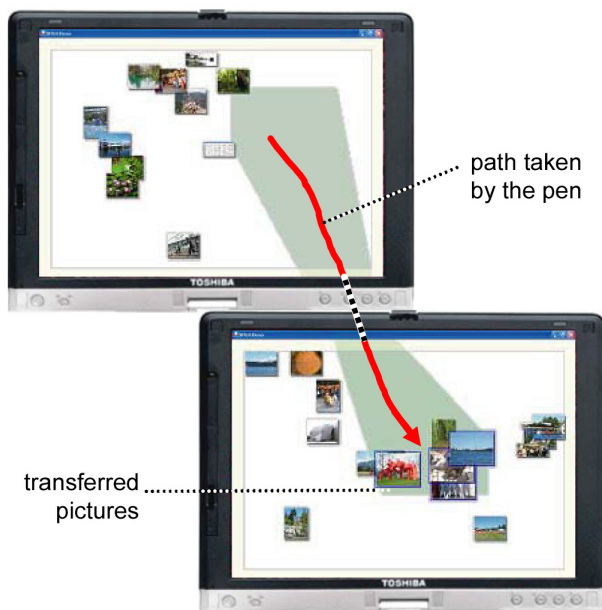 path taken
by the pen
TOSHIBA
transferred
pictures
TOSHIBA